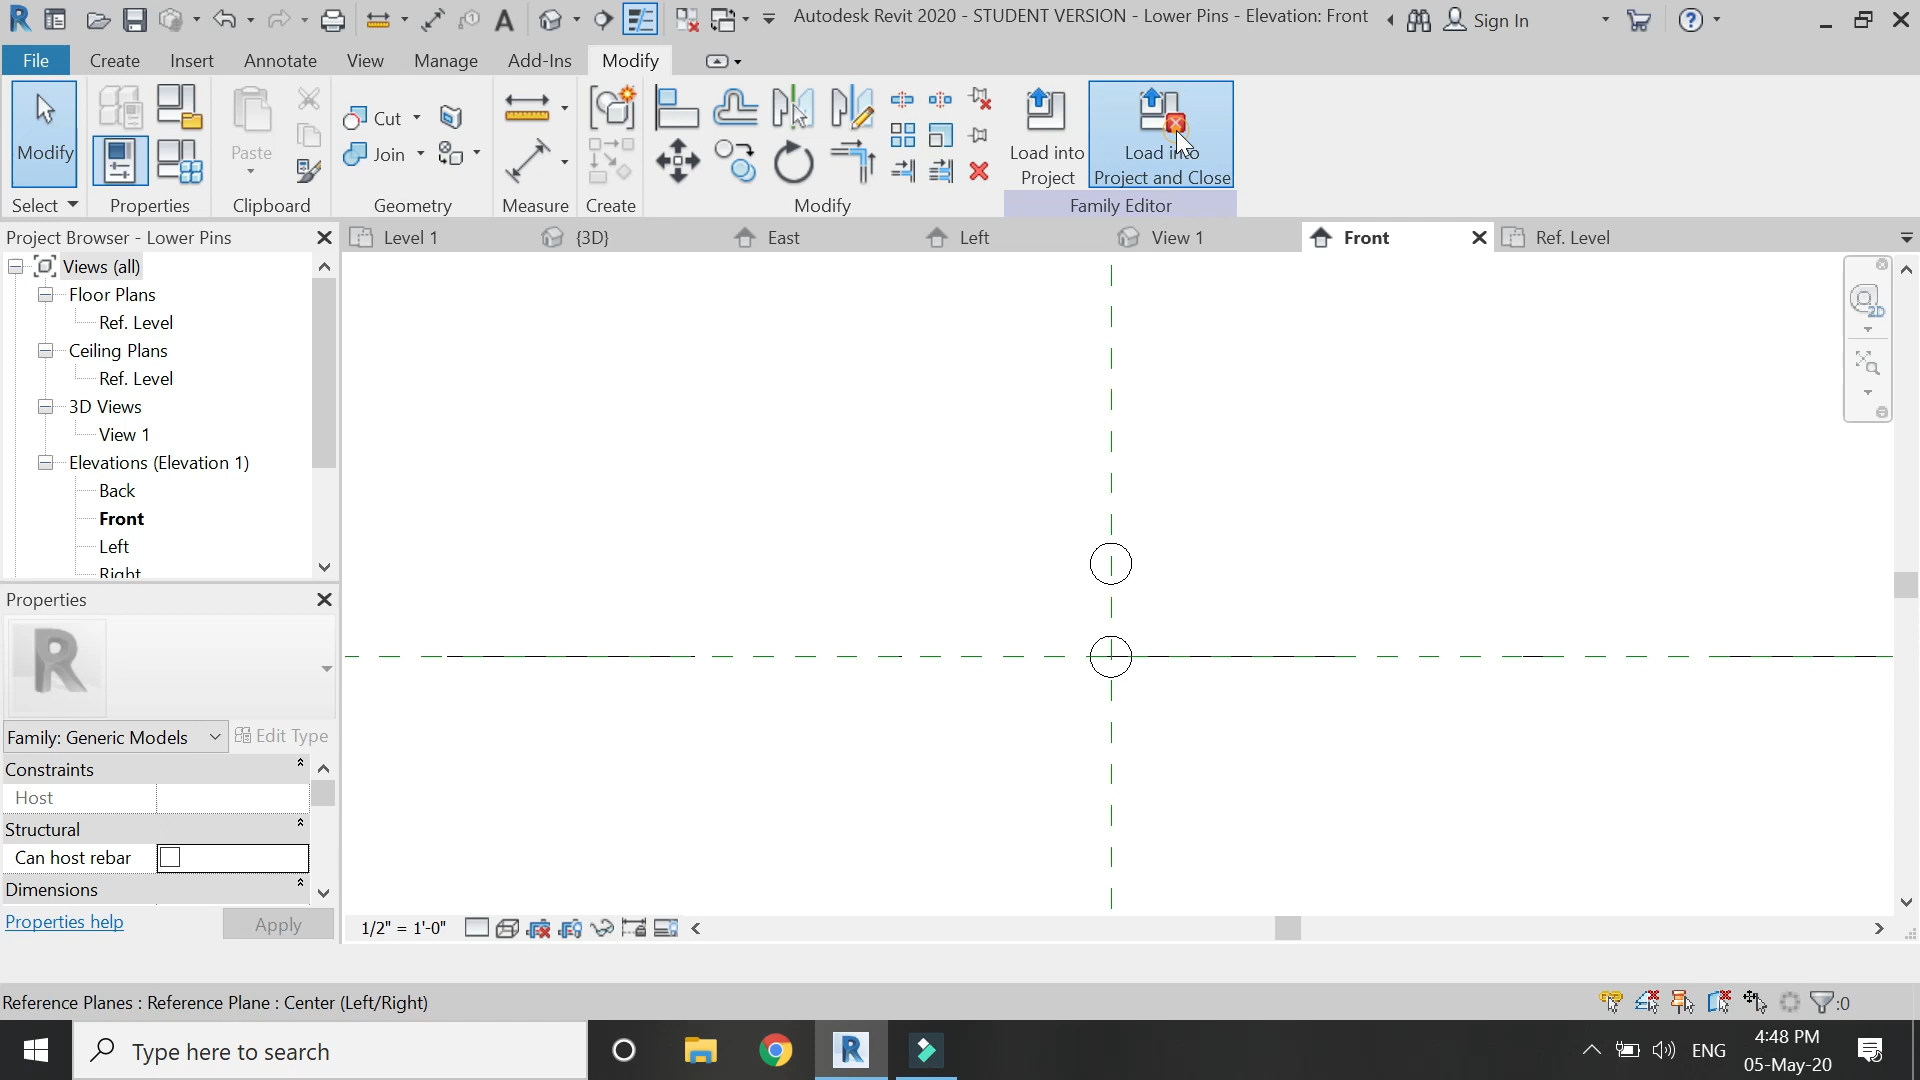 Autodesk Revit 2020 - STUDENT VERSION - Lower Pins - Elevation: Front
Sign In
File
Create
Insert
Annotate
View
Manage
Add-Ins
Modify
Modify
Paste
Cut
Join
Load into
Project
Load into
Project and Close
Select
Properties
Clipboard
Geometry
Measure
Create
Modify
Family Editor
Project Browser - Lower Pins
Level 1
{3D}
East
Left
View 1
Front
Ref. Level
Views (all)
Floor Plans
Ref. Level
Ceiling Plans
Ref. Level
3D Views
View 1
Elevations (Elevation 1)
Back
Front
Left
Right
Properties
R
Family: Generic Models
Edit Type
Constraints
Host
Structural
Can host rebar
Dimensions
Properties help
Apply
1/2" = 1'-0"
2D
Reference Planes : Reference Plane : Center (Left/Right)
:0
Type here to search
ENG
4:48 PM
05-May-20